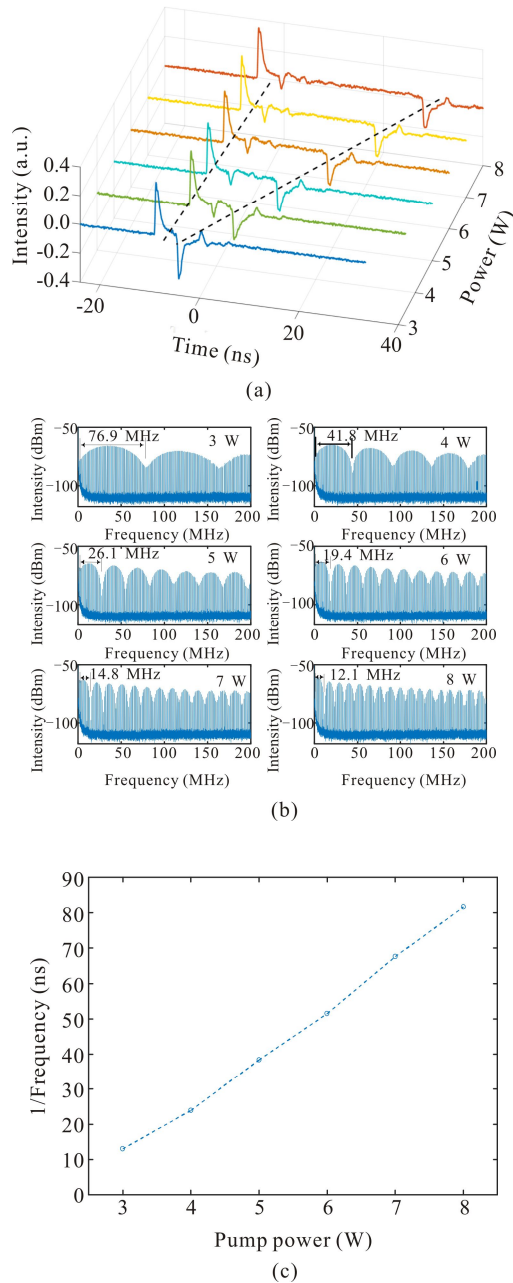 Intensity (a.u.)
0.4
0.2
0.0
-0.2
-0.4
-20
0
20
40
Time (ns)
3
4
5
6
7
8
Power (W)
(a)
Intensity (dBm)
−50
−100
76.9 MHz
3 W
0 50 100 150 200
Frequency (MHz)
Intensity (dBm)
−50
−100
41.8 MHz
4 W
0 50 100 150 200
Frequency (MHz)
Intensity (dBm)
−50
−100
26.1 MHz
5 W
0 50 100 150 200
Frequency (MHz)
Intensity (dBm)
−50
−100
19.4 MHz
6 W
0 50 100 150 200
Frequency (MHz)
Intensity (dBm)
−50
−100
14.8 MHz
7 W
0 50 100 150 200
Frequency (MHz)
Intensity (dBm)
−50
−100
12.1 MHz
8 W
0 50 100 150 200
Frequency (MHz)
(b)
1/Frequency (ns)
90
80
70
60
50
40
30
20
10
0
3 4 5 6 7 8
Pump power (W)
(c)